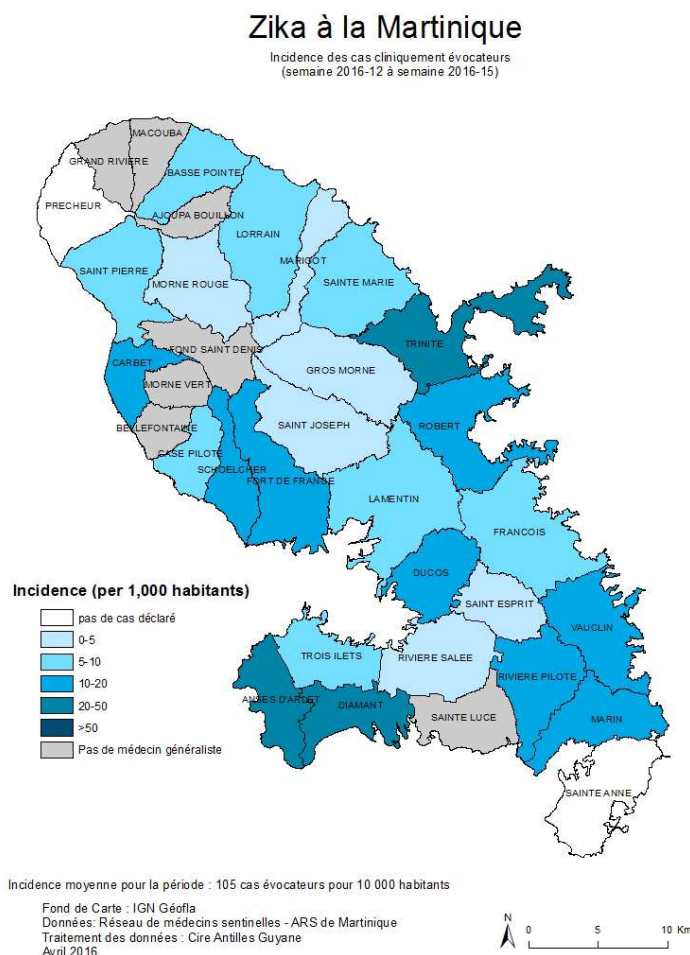 Zika à la Martinique
Incidence des cas cliniquement évocateurs
(semaine 2016-12 à semaine 2016-15)
MACOUBA
GRAND RIVIERE
BASSE POINTE
PRECHEUR
AJOUPA BOUILLON
LORRAIN
MARIGOT
SAINT PIERRE
MORNE ROUGE
SAINTE MARIE
TRINITE
FOND SAINT DENIS
CARBET
GROS MORNE
MORNE VERT
ROBERT
SAINT JOSEPH
BELLEFONTAINE
CASE PILOTE
SCHOELCHER
FORT DE FRANCE
LAMENTIN
FRANCOIS
DUCOS
SAINT ESPRIT
VAUCLIN
TROIS ILETS
RIVIERE SALEE
RIVIERE PILOTE
ANSES D'ARLET
DIAMANT
SAINTE LUCE
MARIN
SAINTE ANNE
Incidence (per 1,000 habitants)
pas de cas déclaré
0-5
5-10
10-20
20-50
>50
Pas de médecin généraliste
Incidence moyenne pour la période : 105 cas évocateurs pour 10 000 habitants
Fond de Carte : IGN Géofla
Données: Réseau de médecins sentinelles - ARS de Martinique
Traitement des données : Cire Antilles Guyane
Avril 2016
N
0 5 10 Km